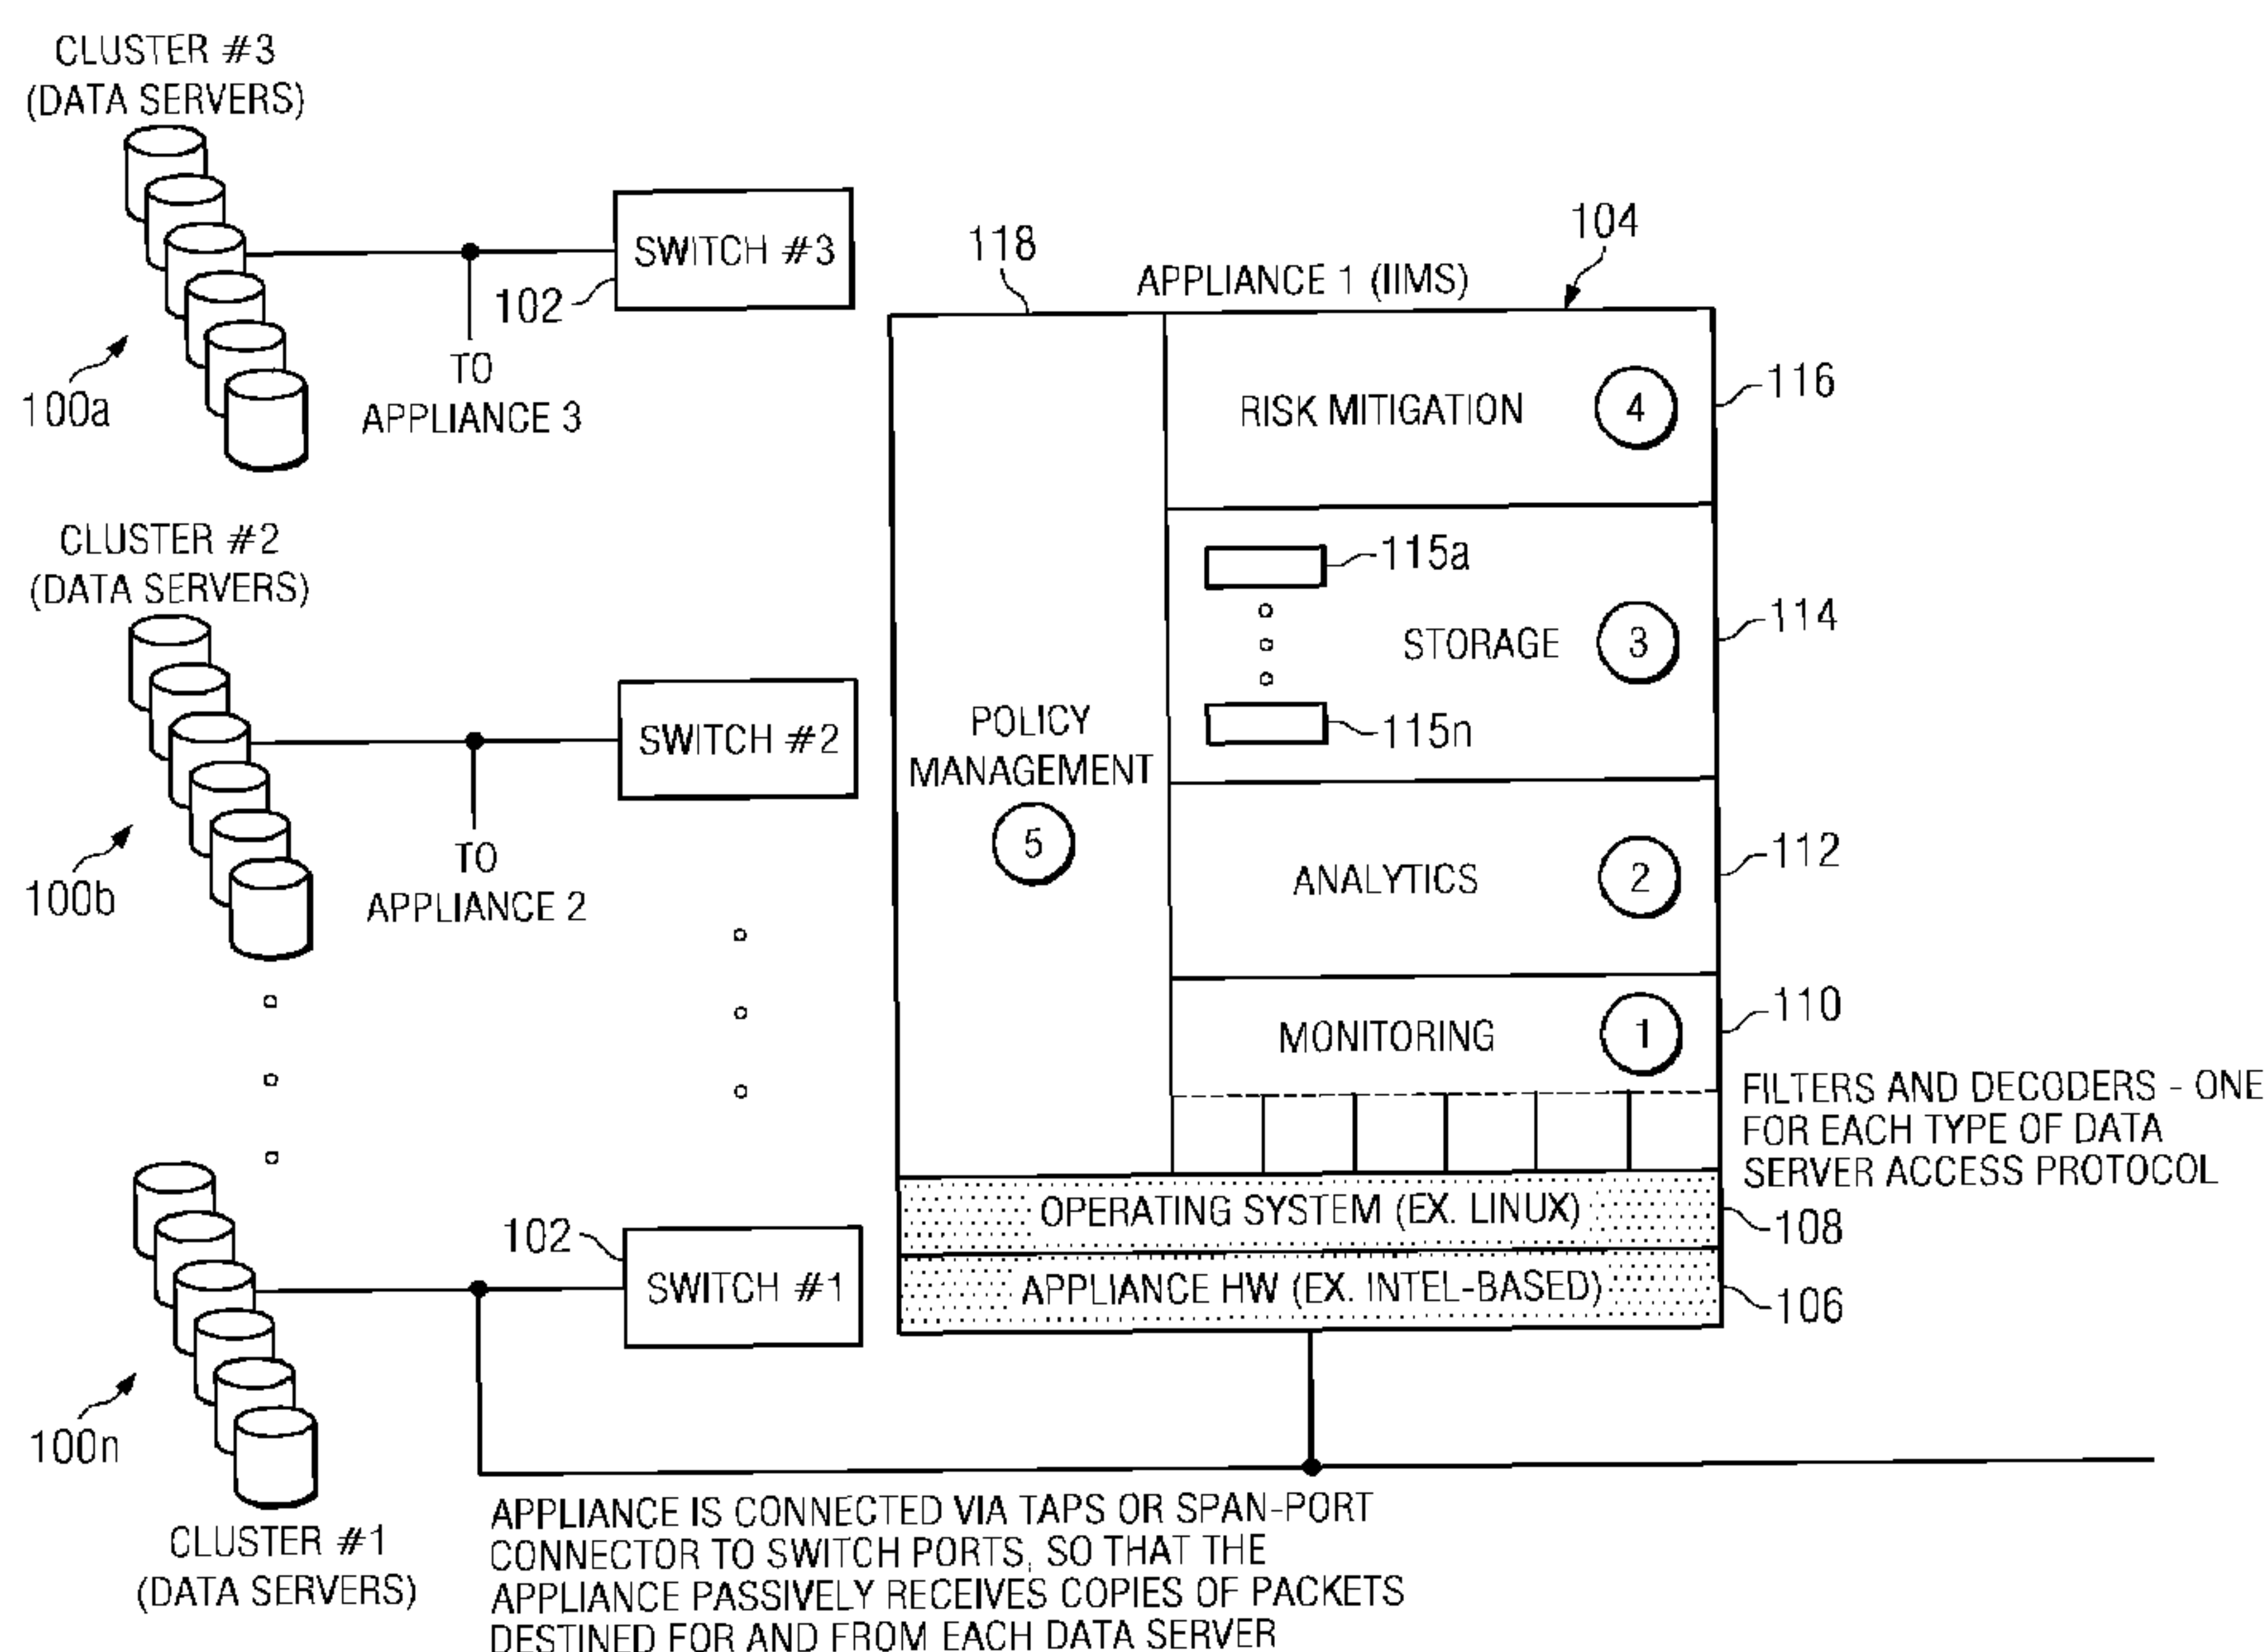 CLUSTER #3
(DATA SERVERS)
SWITCH #3
102
TO
APPLIANCE 3
100a
CLUSTER #2
(DATA SERVERS)
SWITCH #2
TO
APPLIANCE 2
100b
102
SWITCH #1
100n
CLUSTER #1
(DATA SERVERS)
118
APPLIANCE 1 (IIMS)
104
RISK MITIGATION
4
116
115a
STORAGE
3
114
115n
POLICY
MANAGEMENT
5
ANALYTICS
2
112
MONITORING
1
110
FILTERS AND DECODERS - ONE
FOR EACH TYPE OF DATA
SERVER ACCESS PROTOCOL
OPERATING SYSTEM (EX. LINUX)
108
APPLIANCE HW (EX. INTEL-BASED)
106
APPLIANCE IS CONNECTED VIA TAPS OR SPAN-PORT
CONNECTOR TO SWITCH PORTS, SO THAT THE
APPLIANCE PASSIVELY RECEIVES COPIES OF PACKETS
DESTINED FOR AND FROM EACH DATA SERVER